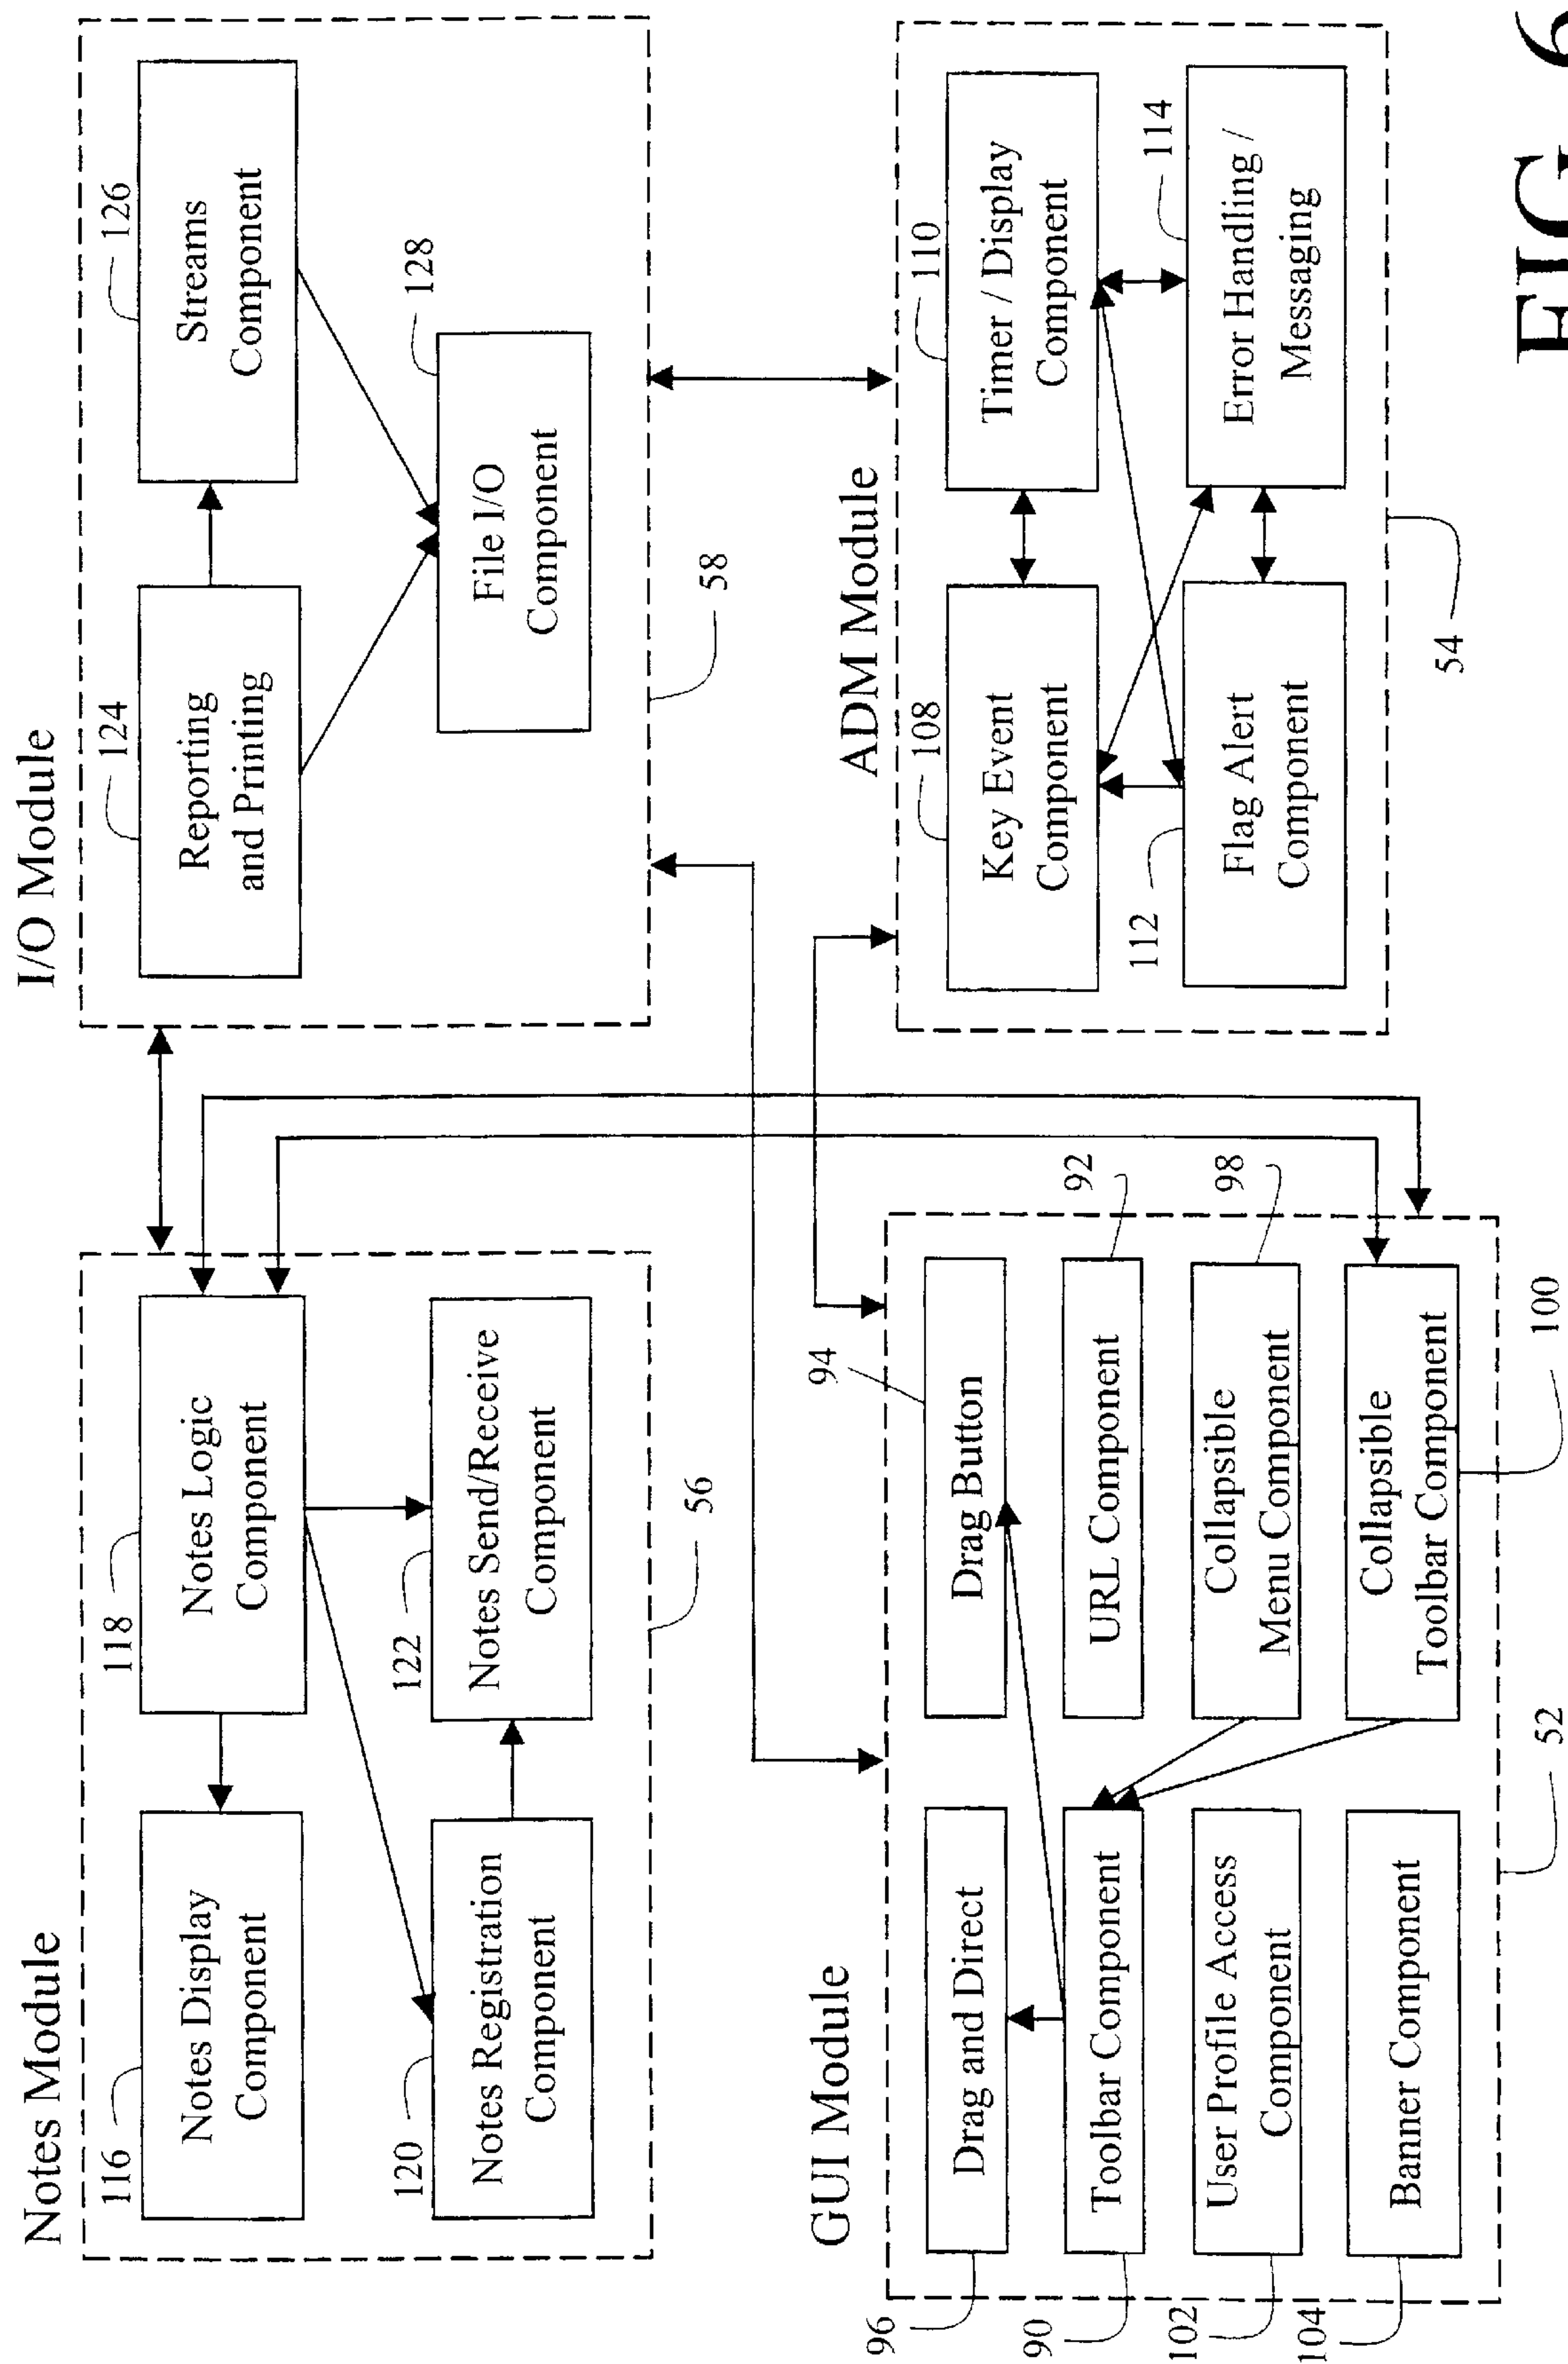 Notes Module
116
Notes Display
Component
118
Notes Logic
Component
120
Notes Registration
Component
122
Notes Send/Receive
Component
56
I/O Module
124
Reporting
and Printing
126
Streams
Component
128
File I/O
Component
58
GUI Module
96
Drag and Direct
94
Drag Button
90
Toolbar Component
92
URL Component
102
User Profile Access
Component
98
Collapsible
Menu Component
104
Banner Component
100
Collapsible
Toolbar Component
52
ADM Module
108
Key Event
Component
110
Timer / Display
Component
112
Flag Alert
Component
114
Error Handling /
Messaging
54
FIG 6